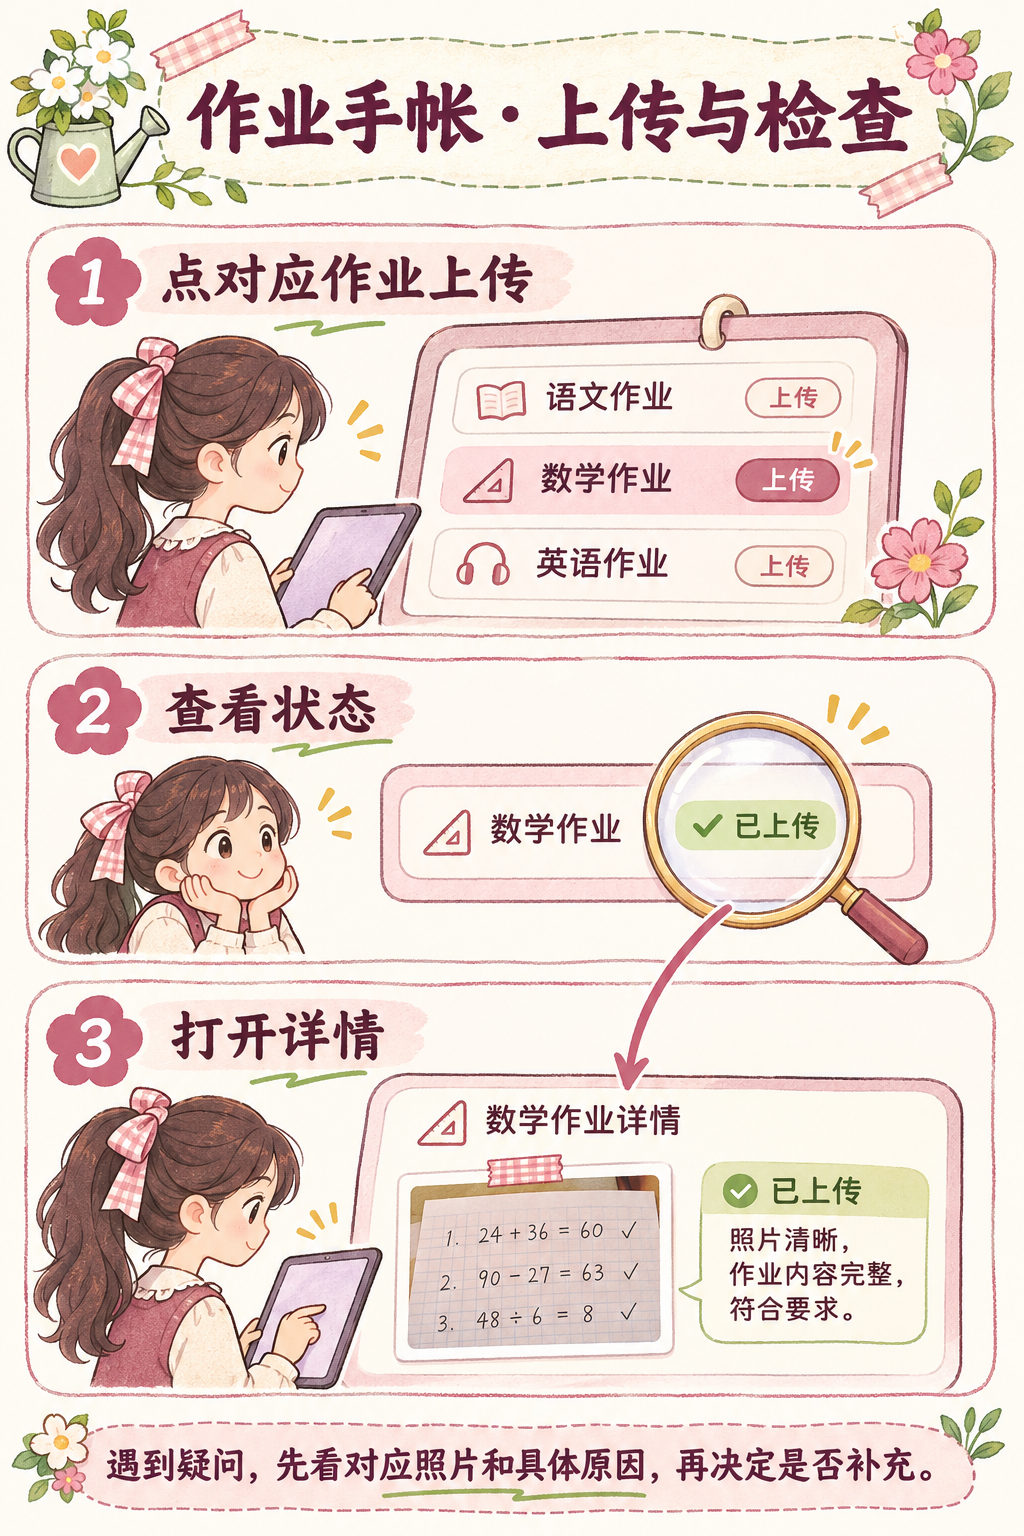 作业手帐·上传与检查
1 点对应作业上传
语文作业 上传
数学作业 上传
英语作业 上传
2 查看状态
数学作业 ✓ 已上传
3 打开详情
数学作业详情
1. 24 + 36 = 60 ✓
2. 90 − 27 = 63 ✓
3. 48 ÷ 6 = 8 ✓
已上传
照片清晰，
作业内容完整，
符合要求。
遇到疑问，先看对应照片和具体原因，再决定是否补充。